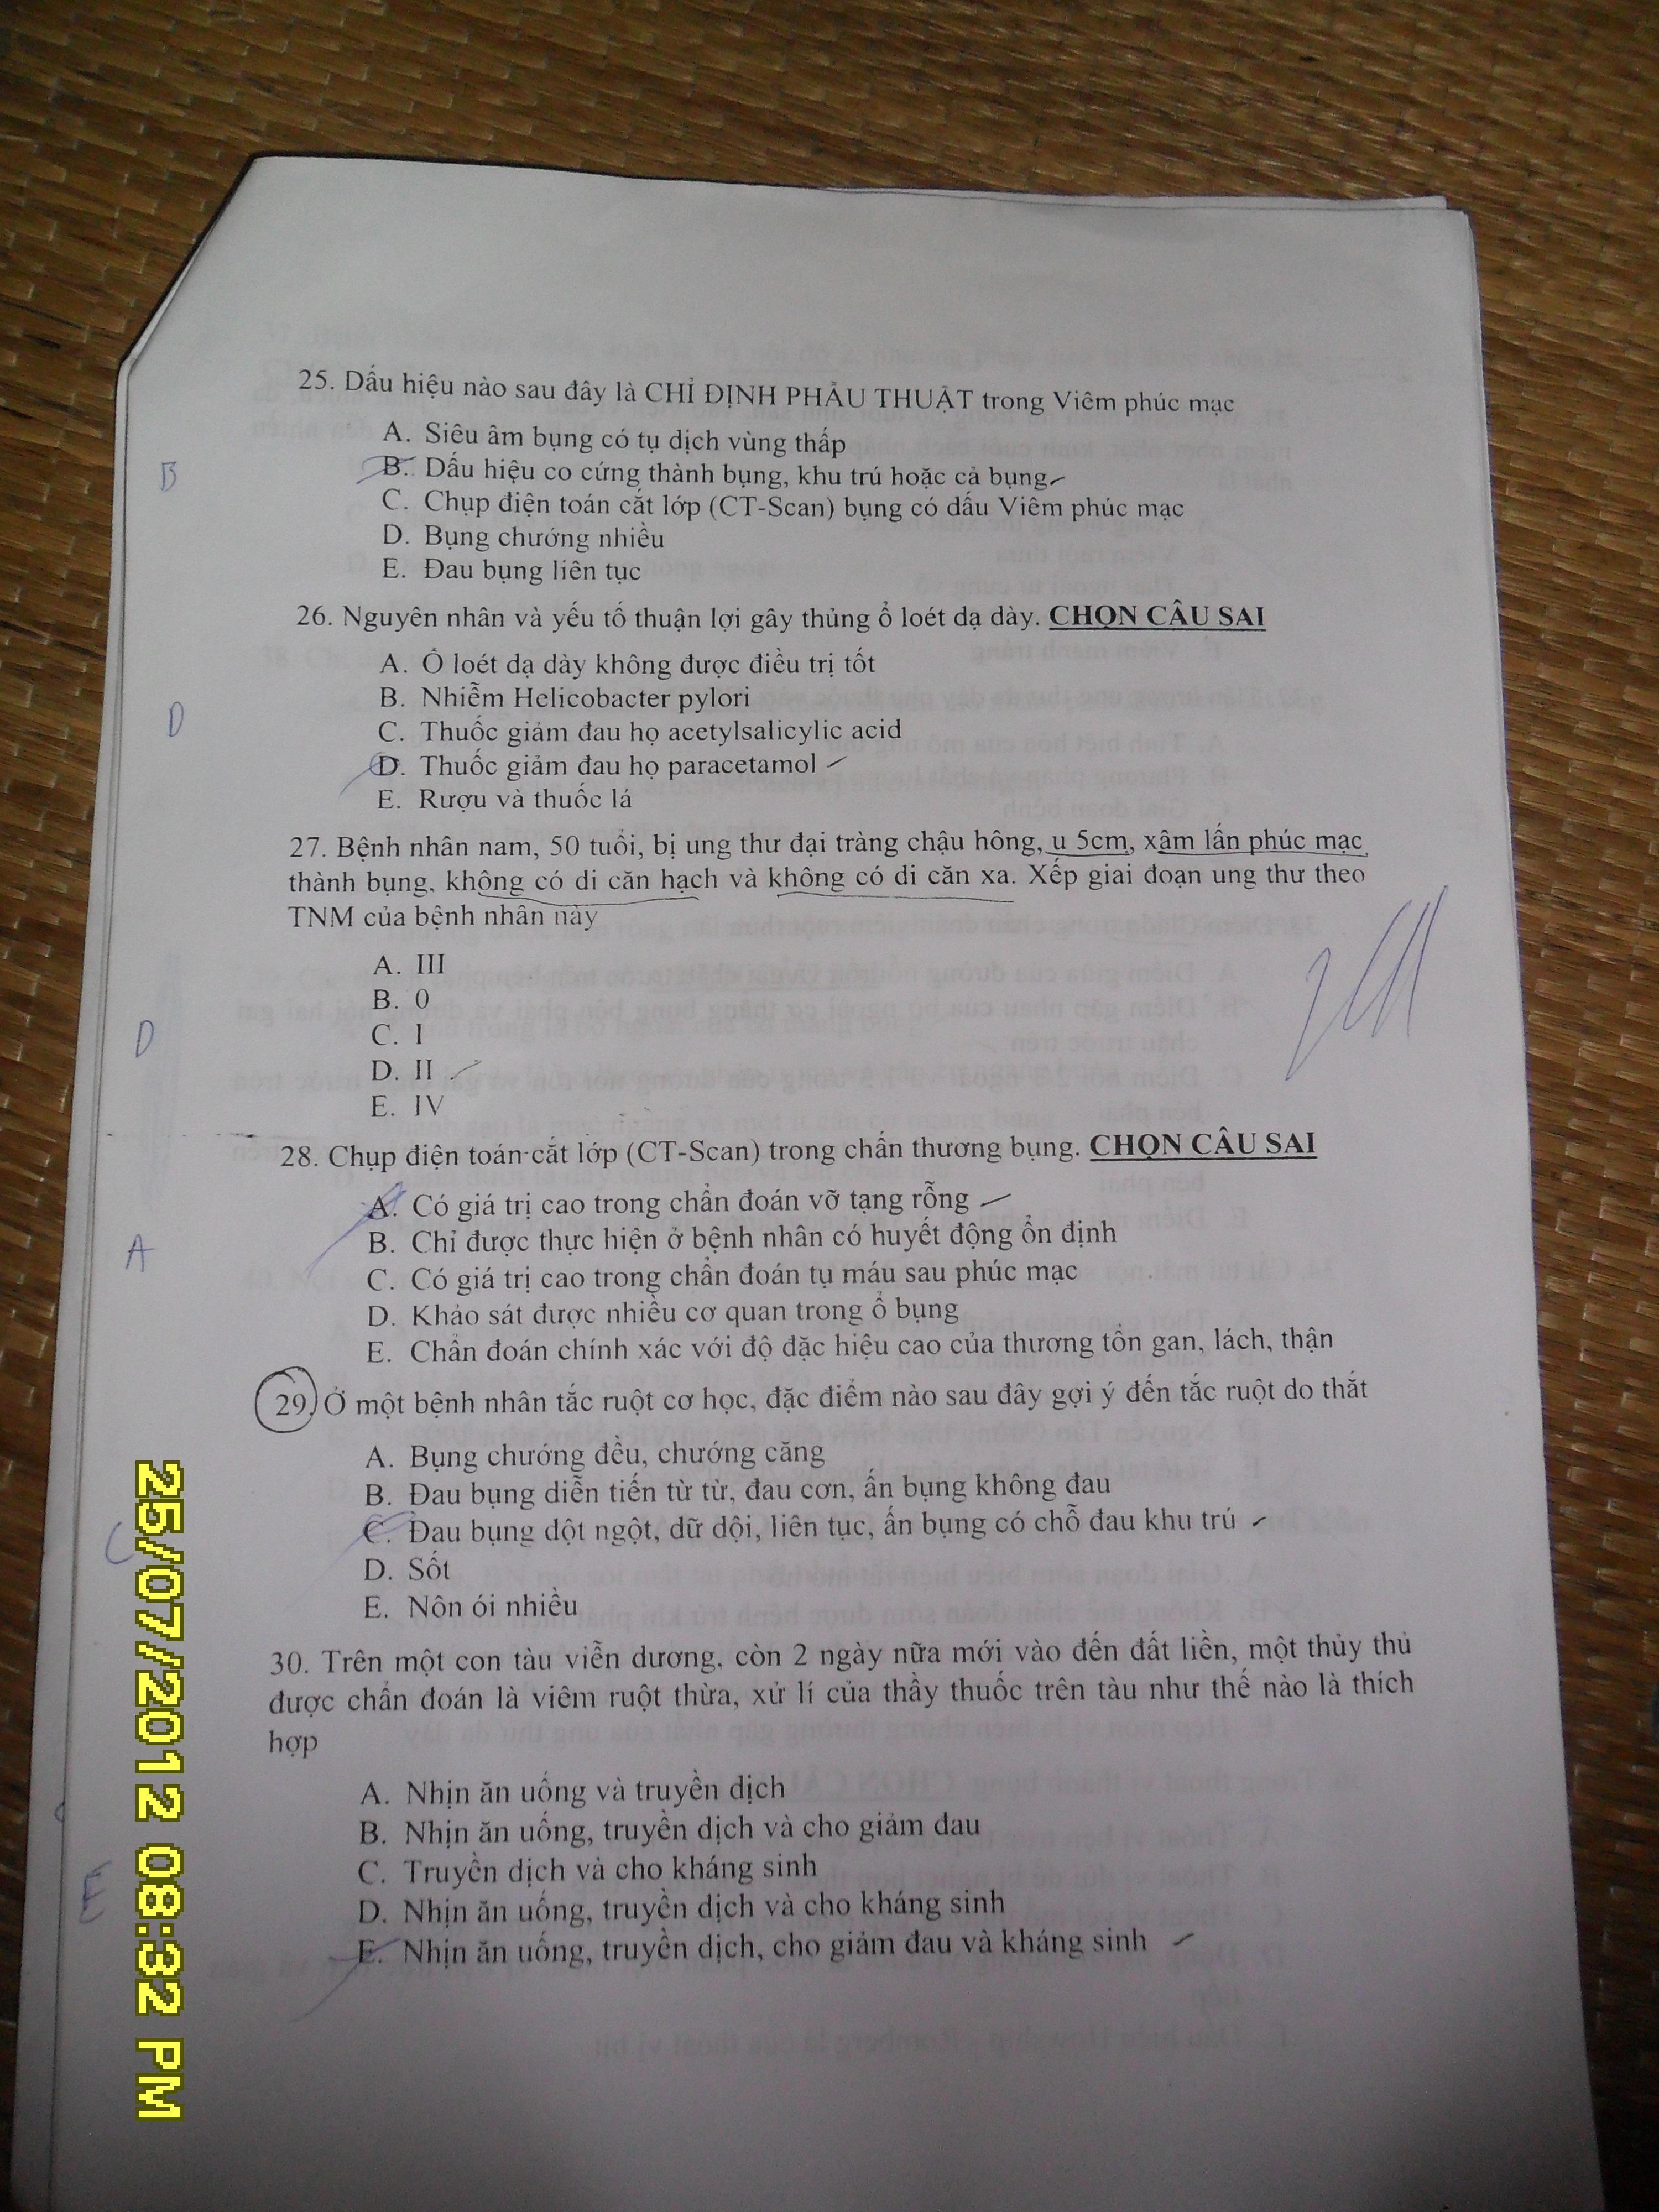 25. Dấu hiệu nào sau đây là CHỈ ĐỊNH PHẪU THUẬT trong Viêm phúc mạc
A. Siêu âm bụng có tụ dịch vùng thấp
B. Dấu hiệu co cứng thành bụng, khu trú hoặc cả bụng
B
C. Chụp điện toán cắt lớp (CT-Scan) bụng có dấu Viêm phúc mạc
D. Bụng chướng nhiều
E. Đau bụng liên tục
26. Nguyên nhân và yếu tố thuận lợi gây thủng ổ loét dạ dày. CHỌN CÂU SAI
A. Ổ loét dạ dày không được điều trị tốt
B. Nhiễm Helicobacter pylori
D
C. Thuốc giảm đau họ acetylsalicylic acid
D. Thuốc giảm đau họ paracetamol
E. Rượu và thuốc lá
27. Bệnh nhân nam, 50 tuổi, bị ung thư đại tràng chậu hông, u 5cm, xâm lấn phúc mạc
thành bụng, không có di căn hạch và không có di căn xa. Xếp giai đoạn ung thư theo
TNM của bệnh nhân này
A. III
B. 0
C. I
D
D. II
E. IV
28. Chụp điện toán cắt lớp (CT-Scan) trong chấn thương bụng. CHỌN CÂU SAI
A. Có giá trị cao trong chẩn đoán vỡ tạng rỗng
B. Chỉ được thực hiện ở bệnh nhân có huyết động ổn định
A
C. Có giá trị cao trong chẩn đoán tụ máu sau phúc mạc
D. Khảo sát được nhiều cơ quan trong ổ bụng
E. Chẩn đoán chính xác với độ đặc hiệu cao của thương tổn gan, lách, thận
29. Ở một bệnh nhân tắc ruột cơ học, đặc điểm nào sau đây gợi ý đến tắc ruột do thắt
A. Bụng chướng đều, chướng căng
B. Đau bụng diễn tiến từ từ, đau cơn, ấn bụng không đau
C. Đau bụng đột ngột, dữ dội, liên tục, ấn bụng có chỗ đau khu trú
C
D. Sốt
E. Nôn ói nhiều
30. Trên một con tàu viễn dương, còn 2 ngày nữa mới vào đến đất liền, một thủy thủ
được chẩn đoán là viêm ruột thừa, xử lí của thầy thuốc trên tàu như thế nào là thích
hợp
A. Nhịn ăn uống và truyền dịch
B. Nhịn ăn uống, truyền dịch và cho giảm đau
C. Truyền dịch và cho kháng sinh
E
D. Nhịn ăn uống, truyền dịch và cho kháng sinh
E. Nhịn ăn uống, truyền dịch, cho giảm đau và kháng sinh
25/07/2012 08:32 PM